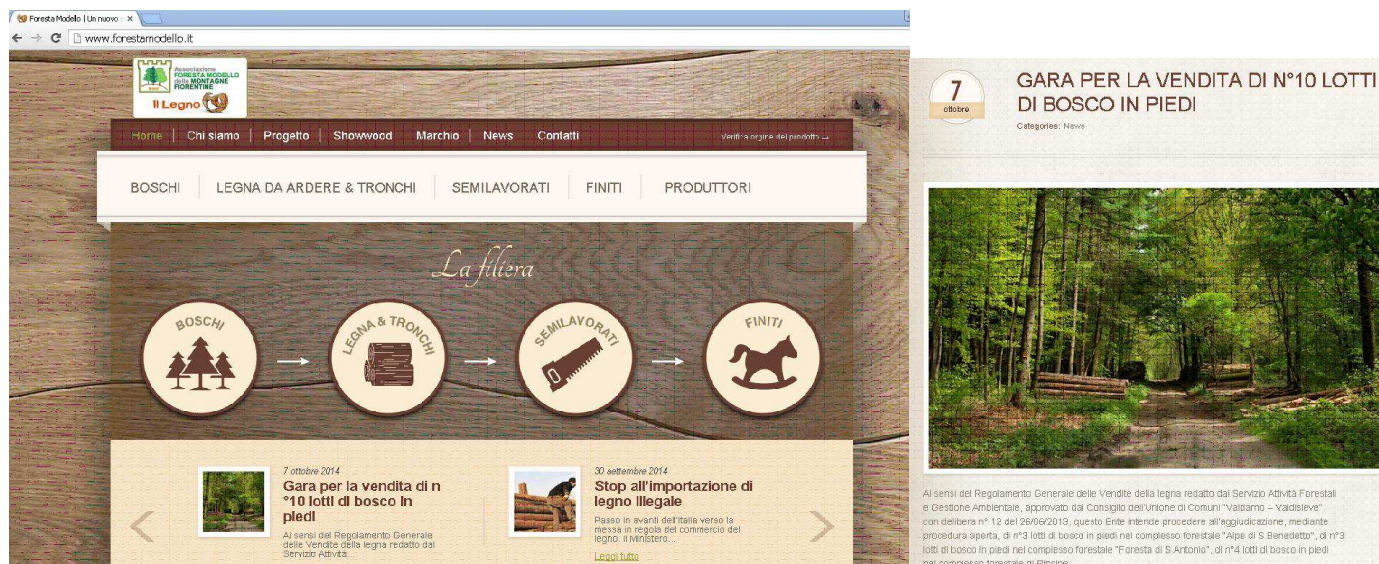 Foresta Modello | Un nuovo
www.forestamodello.it
Associazione
FORESTA MODELLO
delle MONTAGNE
FIORENTINE
Il Legno
Home
Chi siamo
Progetto
Showwood
Marchio
News
Contatti
Verifica origine del prodotto →
BOSCHI
LEGNA DA ARDERE & TRONCHI
SEMILAVORATI
FINITI
PRODUTTORI
La filiera
BOSCHI
LEGNA & TRONCHI
SEMILAVORATI
FINITI
7 ottobre 2014
Gara per la vendita di n
°10 lotti di bosco in
piedi
Ai sensi del Regolamento Generale
delle Vendite della legna redatto dal
Servizio Attività...
30 settembre 2014
Stop all'importazione di
legno illegale
Passo in avanti dell'Italia verso la
messa in regola del commercio del
legno. Il Ministero...
Leggi tutto
7
ottobre
GARA PER LA VENDITA DI N°10 LOTTI
DI BOSCO IN PIEDI
Categories: News
Ai sensi del Regolamento Generale delle Vendite della legna redatto dal Servizio Attività Forestali
e Gestione Ambientale, approvato dal Consiglio dell'Unione di Comuni "Valdarno – Valdisieve"
con delibera n° 12 del 26/06/2013, questo Ente intende procedere all'aggiudicazione, mediante
procedura aperta, di n°3 lotti di bosco in piedi nel complesso forestale "Alpe di S.Benedetto", di n°3
lotti di bosco in piedi nel complesso forestale "Foresta di S.Antonio", di n°4 lotti di bosco in piedi
nel complesso forestale di Rincine